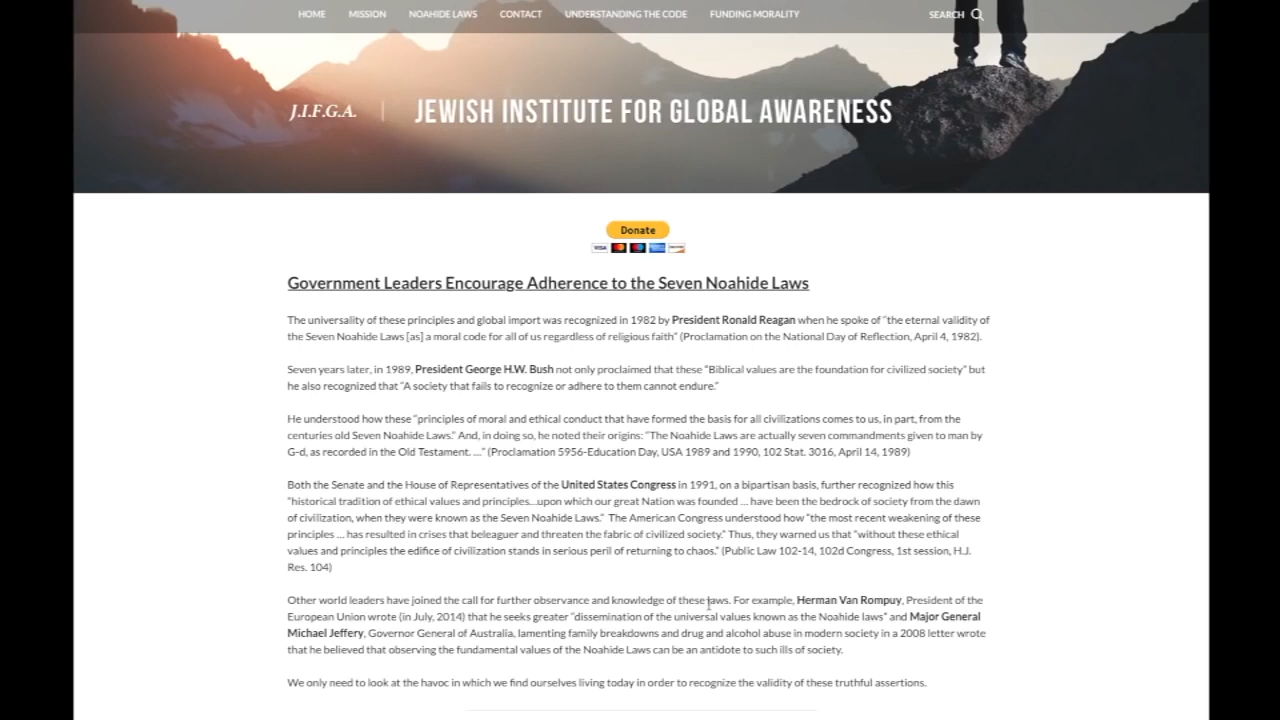 HOME MISSION NOAHIDE LAWS CONTACT UNDERSTANDING THE CODE FUNDING MORALITY SEARCH
J.I.F.G.A. | JEWISH INSTITUTE FOR GLOBAL AWARENESS
Donate
VISA
Government Leaders Encourage Adherence to the Seven Noahide Laws
The universality of these principles and global import was recognized in 1982 by President Ronald Reagan when he spoke of “the eternal validity of
the Seven Noahide Laws [as] a moral code for all of us regardless of religious faith” (Proclamation on the National Day of Reflection, April 4, 1982).
Seven years later, in 1989, President George H.W. Bush not only proclaimed that these “Biblical values are the foundation for civilized society” but
he also recognized that “A society that fails to recognize or adhere to them cannot endure.”
He understood how these “principles of moral and ethical conduct that have formed the basis for all civilizations comes to us, in part, from the
centuries old Seven Noahide Laws.” And, in doing so, he noted their origins: “The Noahide Laws are actually seven commandments given to man by
G-d, as recorded in the Old Testament. ...” (Proclamation 5956-Education Day, USA 1989 and 1990, 102 Stat. 3016, April 14, 1989)
Both the Senate and the House of Representatives of the United States Congress in 1991, on a bipartisan basis, further recognized how this
“historical tradition of ethical values and principles...upon which our great Nation was founded ... have been the bedrock of society from the dawn
of civilization, when they were known as the Seven Noahide Laws.” The American Congress understood how “the most recent weakening of these
principles ... has resulted in crises that beleaguer and threaten the fabric of civilized society.” Thus, they warned us that “without these ethical
values and principles the edifice of civilization stands in serious peril of returning to chaos.” (Public Law 102-14, 102d Congress, 1st session, H.J.
Res. 104)
Other world leaders have joined the call for further observance and knowledge of these laws. For example, Herman Van Rompuy, President of the
European Union wrote (in July, 2014) that he seeks greater “dissemination of the universal values known as the Noahide laws” and Major General
Michael Jeffery, Governor General of Australia, lamenting family breakdowns and drug and alcohol abuse in modern society in a 2008 letter wrote
that he believed that observing the fundamental values of the Noahide Laws can be an antidote to such ills of society.
We only need to look at the havoc in which we find ourselves living today in order to recognize the validity of these truthful assertions.